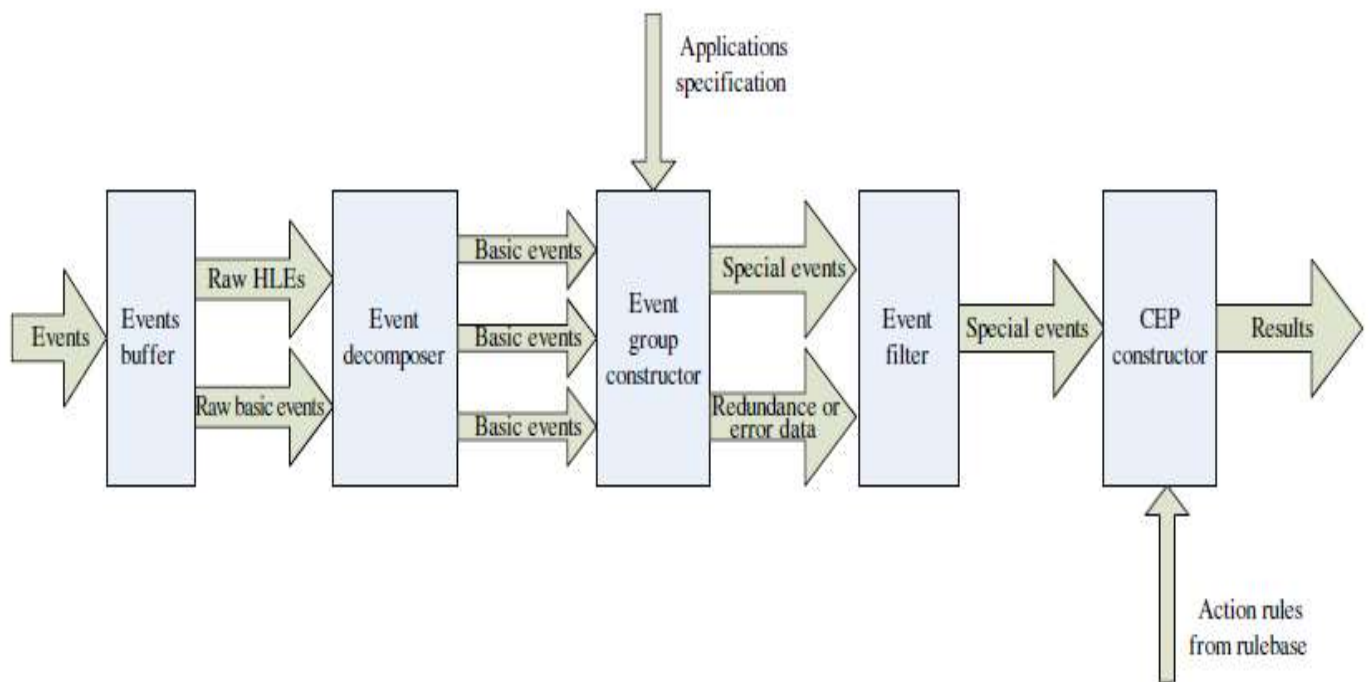 Applications
specification
Events
Events
buffer
Raw HLEs
Raw basic events
Event
decomposer
Basic events
Basic events
Basic events
Event
group
constructor
Special events
Redundance or
error data
Event
filter
Special events
CEP
constructor
Results
Action rules
from rulebase